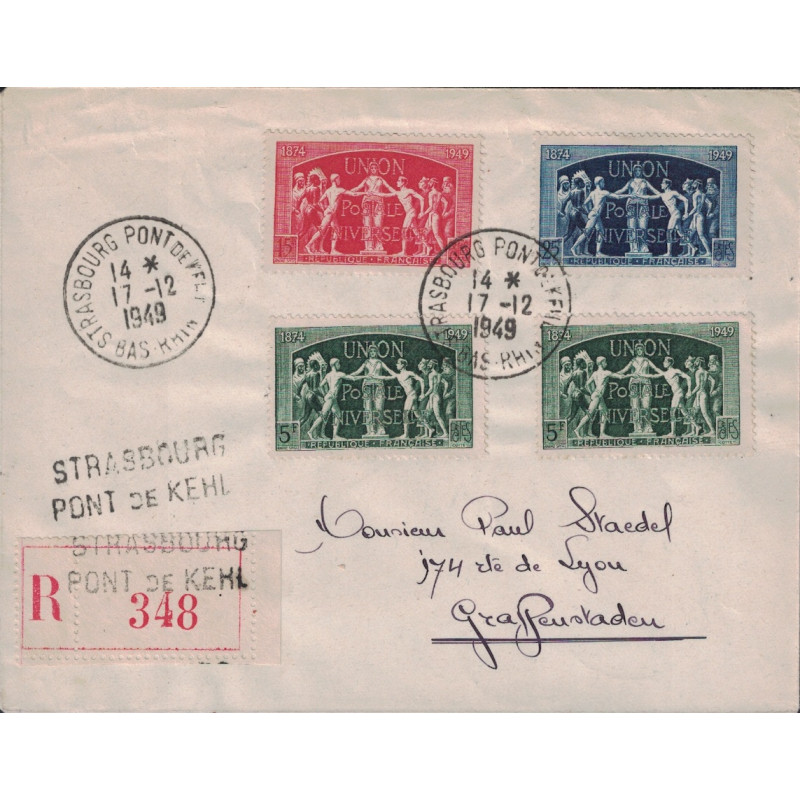 1874 1949
UNION
POSTALE
UNIVERSELLE
15F
REPUBLIQUE FRANÇAISE
1874 1949
UNION
POSTALE
UNIVERSELLE
25F
REPUBLIQUE FRANÇAISE
STRASBOURG PONT DE KEHL
14 *
17 -12
1949
BAS-RHIN
STRASBOURG PONT DE KEHL
14 *
17 -12
1949
BAS-RHIN
1874 1949
UNION
POSTALE
UNIVERSELLE
5F
REPUBLIQUE FRANÇAISE
1874 1949
UNION
POSTALE
UNIVERSELLE
5F
REPUBLIQUE FRANÇAISE
STRASBOURG
PONT DE KEHL
STRASBOURG
PONT DE KEHL
R 348
Monsieur Paul Staedel
174 rte de Lyon
Graffenstaden